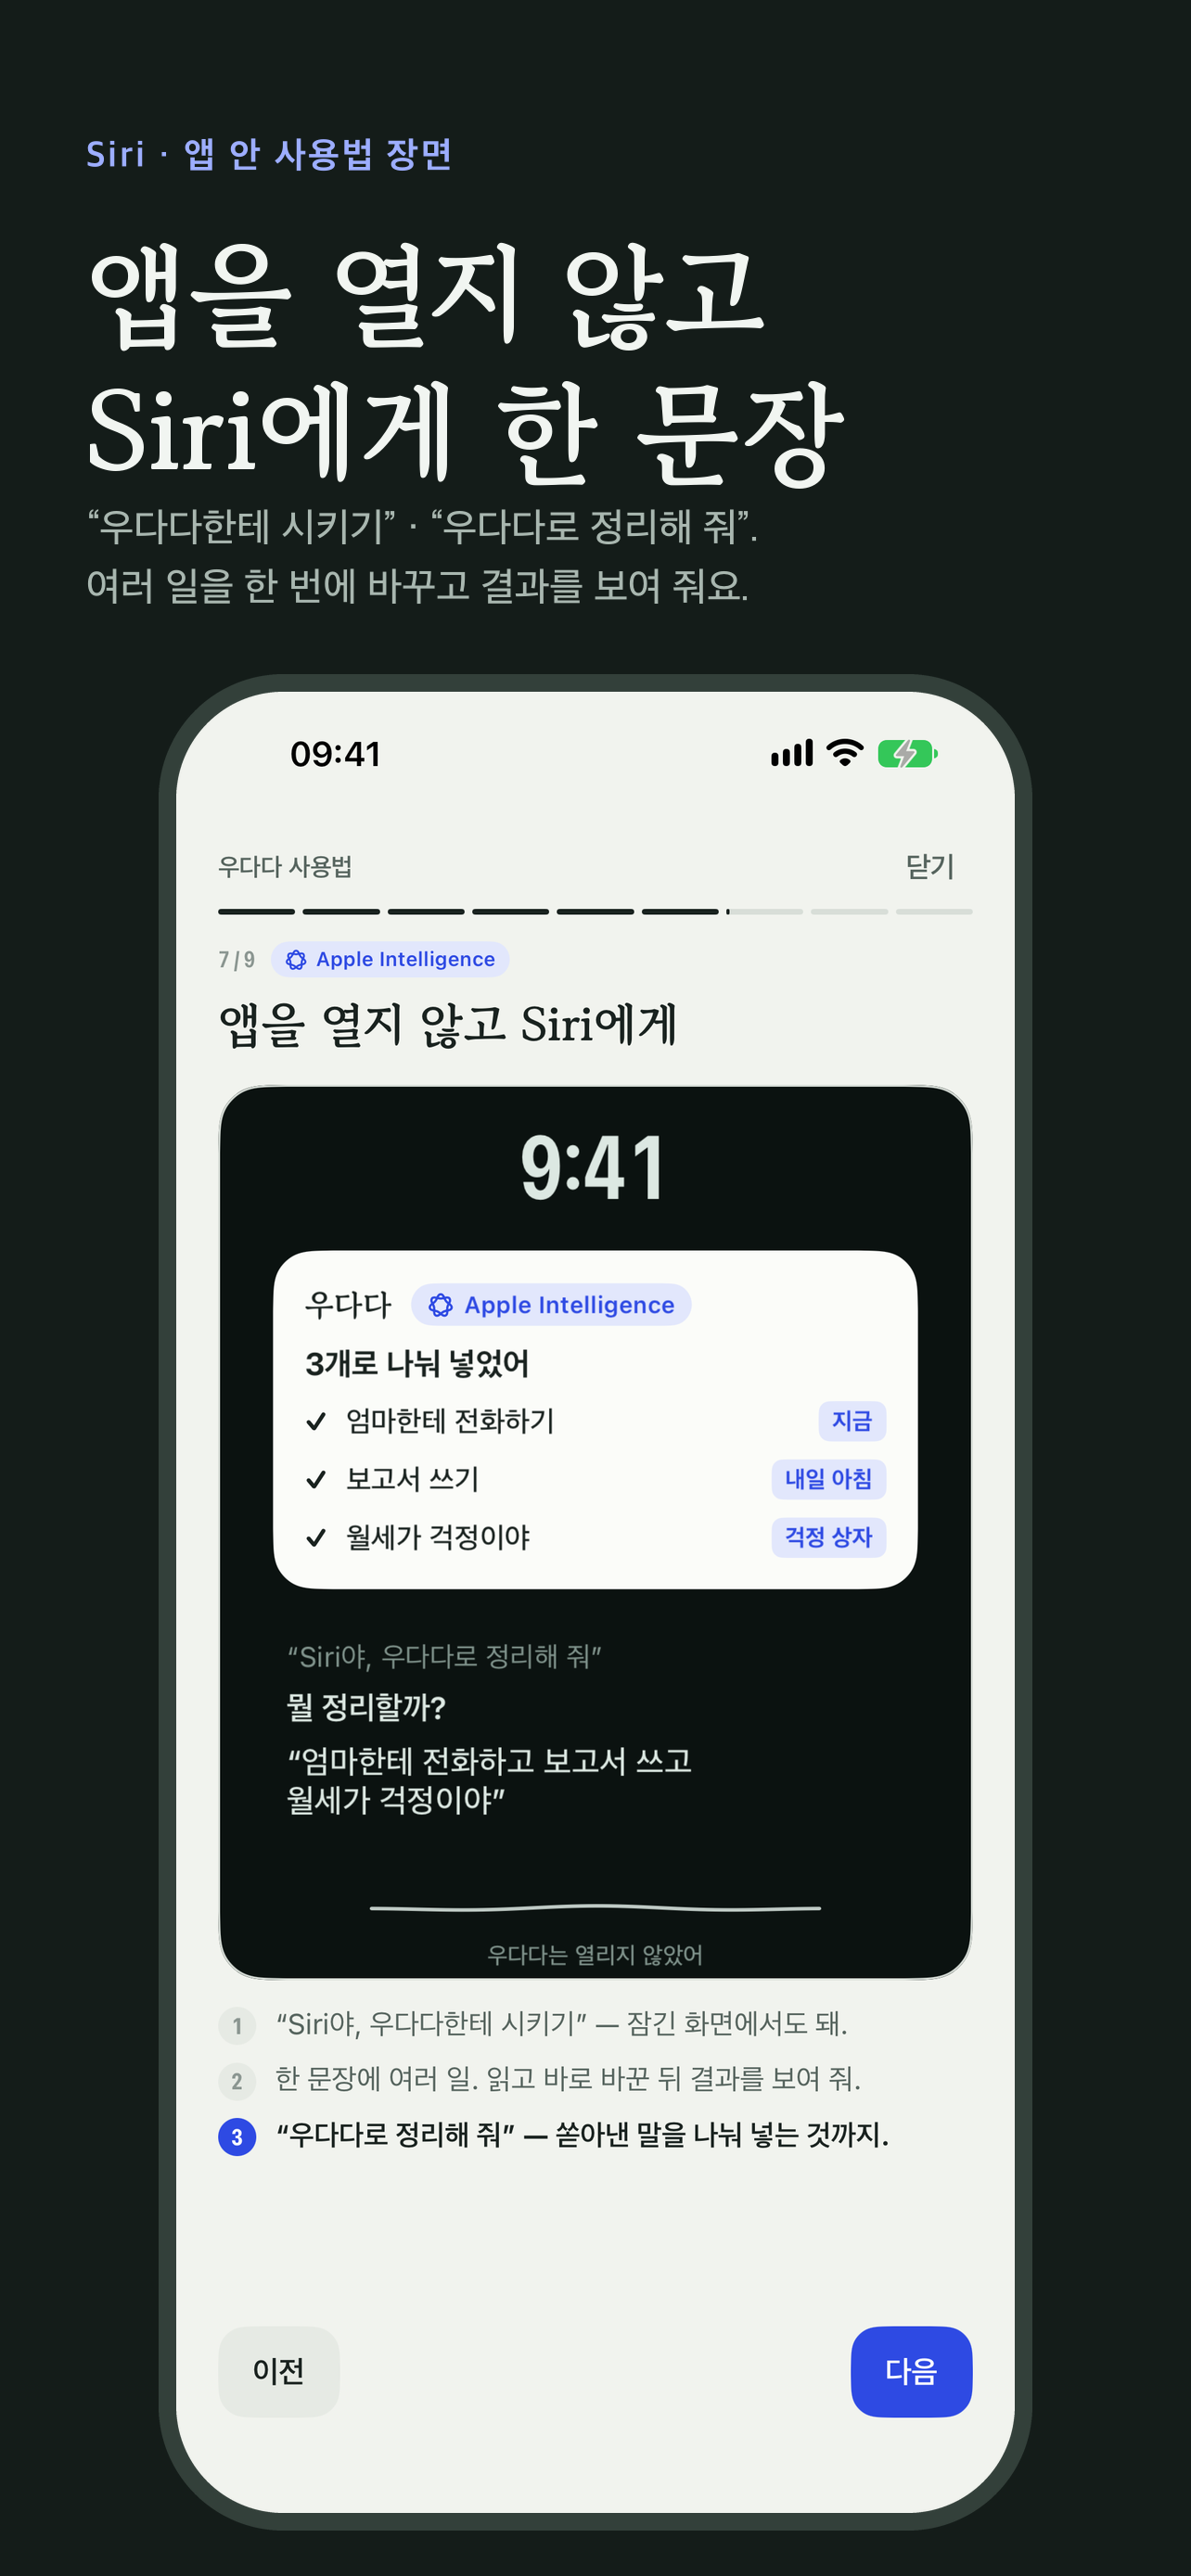 Siri · 앱 안 사용법 장면
앱을 열지 않고
Siri에게 한 문장
“우다다한테 시키기” · “우다다로 정리해 줘”.
여러 일을 한 번에 바꾸고 결과를 보여 줘요.
09:41
우다다 사용법
닫기
7/9
Apple Intelligence
앱을 열지 않고 Siri에게
9:41
우다다
Apple Intelligence
3개로 나눠 넣었어
엄마한테 전화하기
지금
보고서 쓰기
내일 아침
월세가 걱정이야
걱정 상자
“Siri야, 우다다로 정리해 줘”
뭘 정리할까?
“엄마한테 전화하고 보고서 쓰고
월세가 걱정이야”
우다다는 열리지 않았어
1 “Siri야, 우다다한테 시키기” — 잠긴 화면에서도 돼.
2 한 문장에 여러 일. 읽고 바로 바꾼 뒤 결과를 보여 줘.
3 “우다다로 정리해 줘” — 쏟아낸 말을 나눠 넣는 것까지.
이전
다음